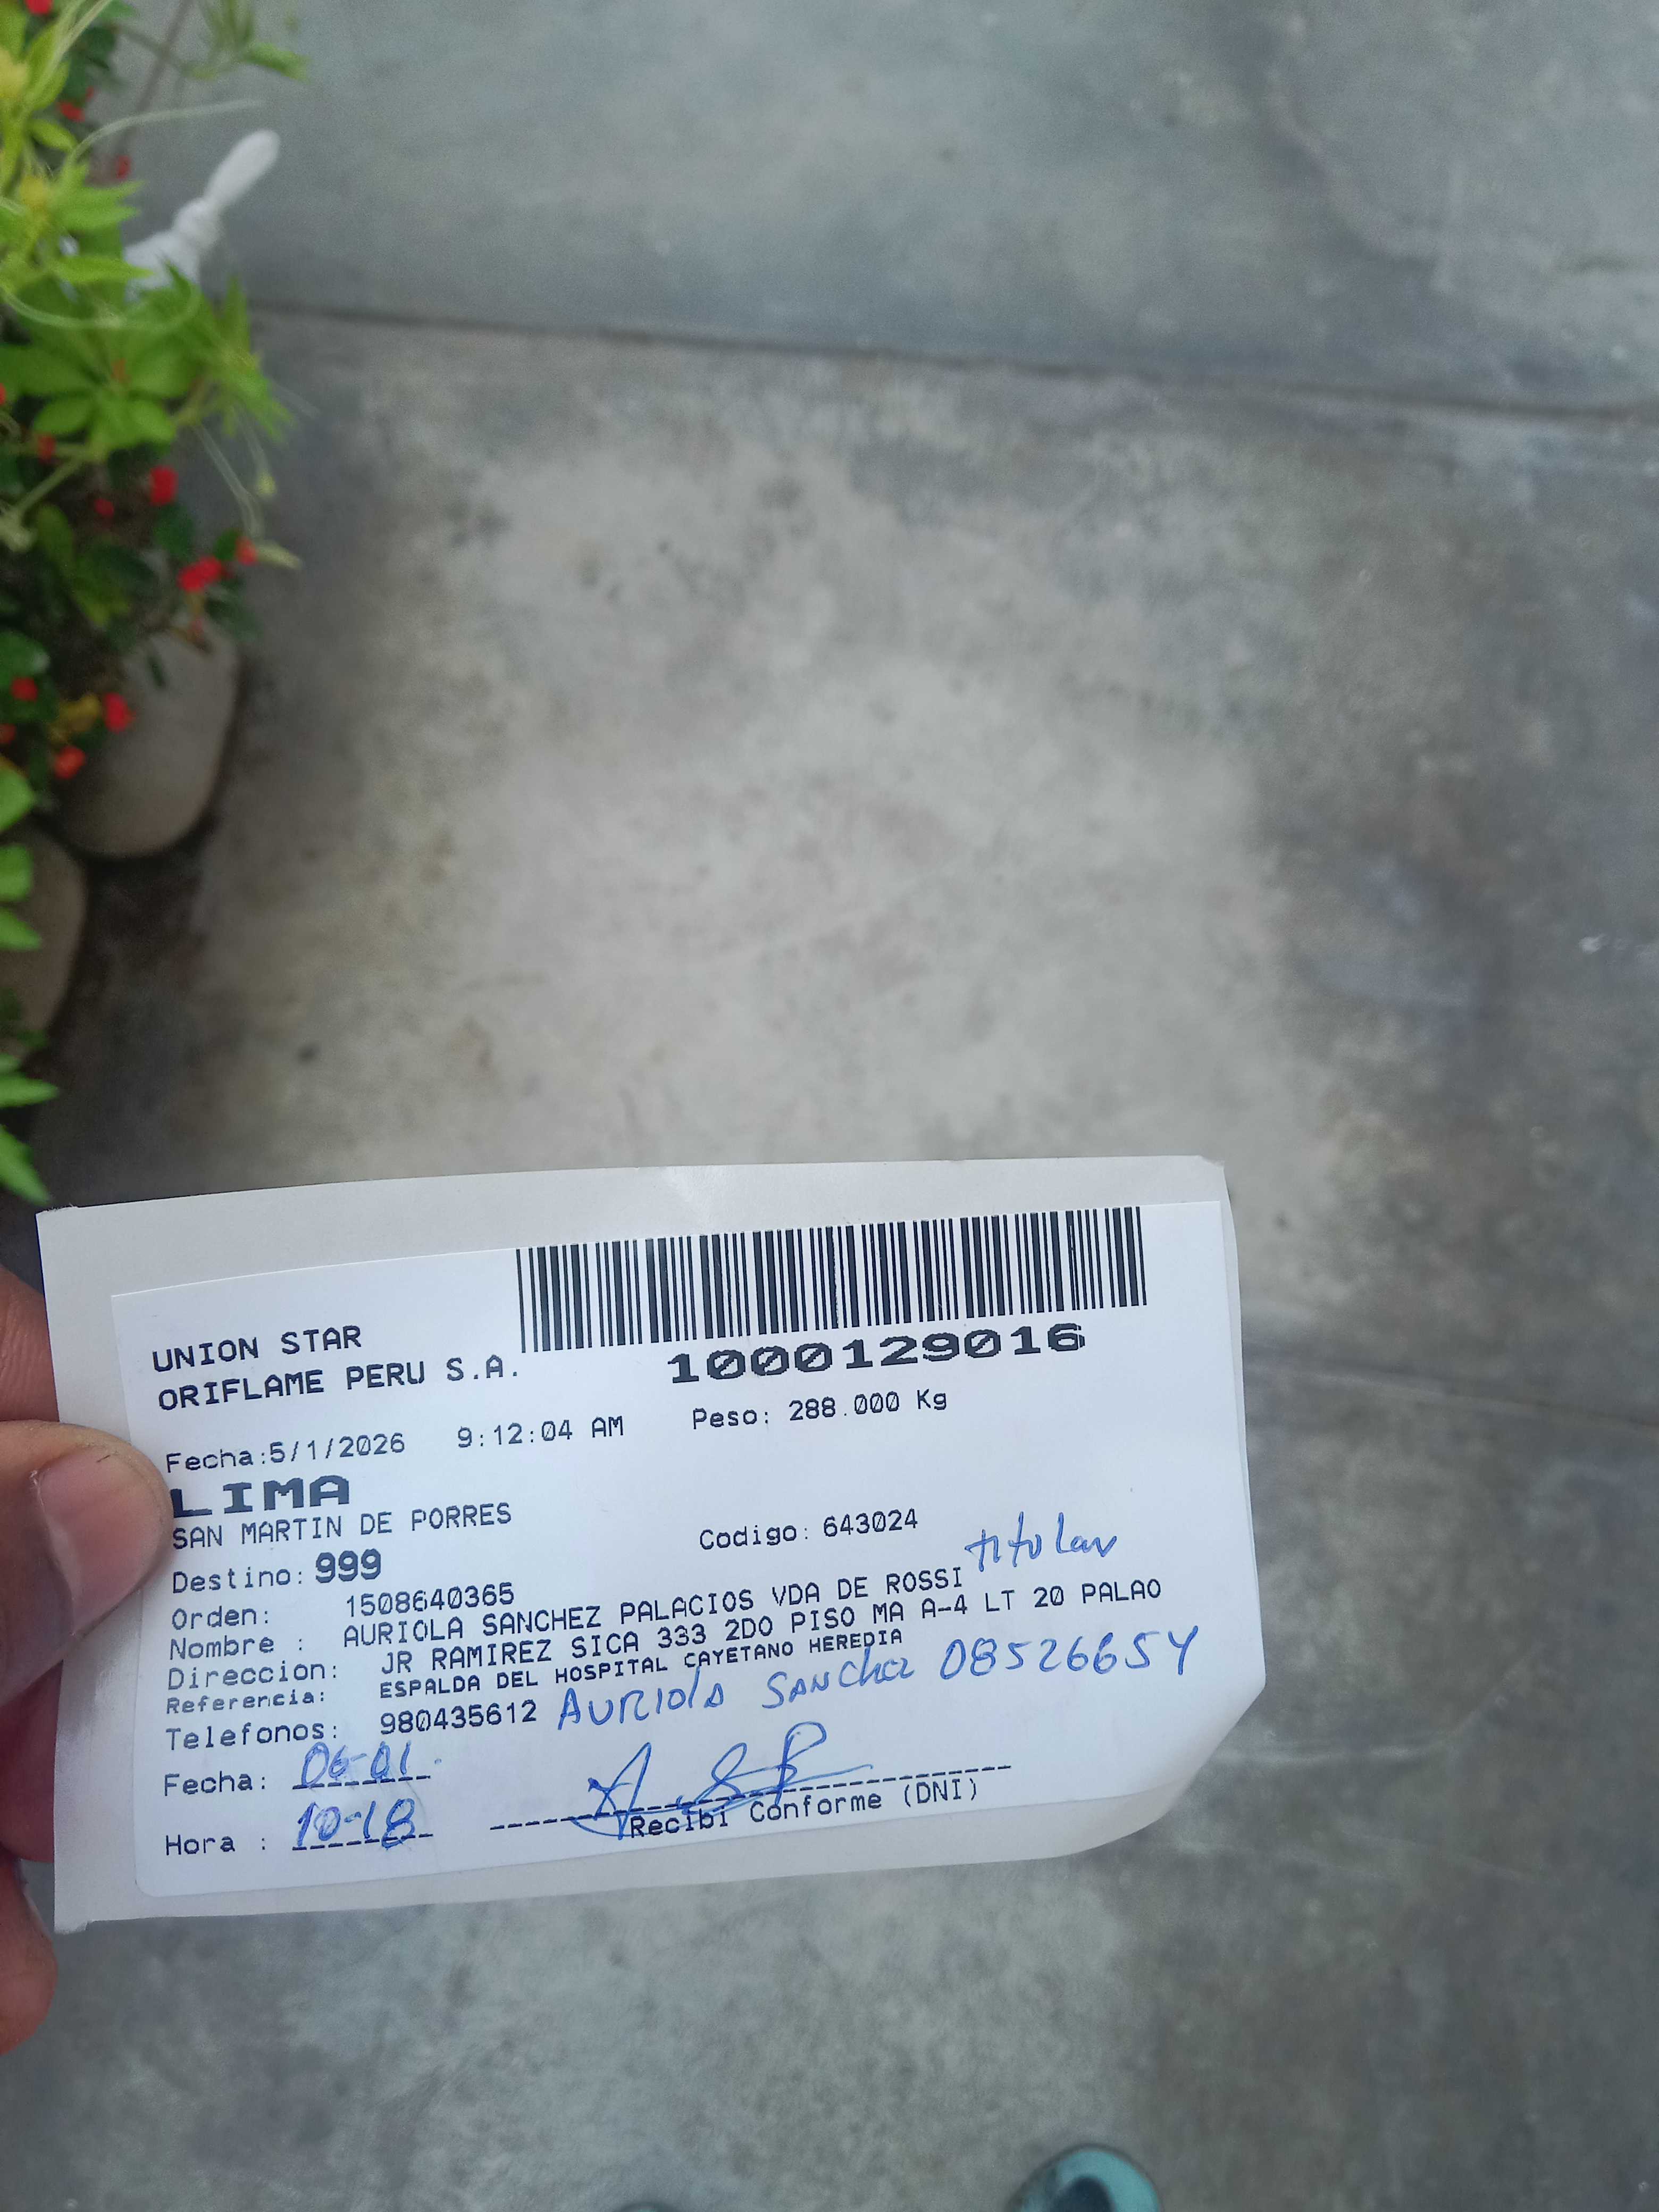 UNION STAR
ORIFLAME PERU S.A.
1000129016
Fecha:5/1/2026 9:12:04 AM Peso: 288.000 Kg
LIMA
SAN MARTIN DE PORRES
Destino: 999 Codigo: 643024
Orden: 1508640365 titular
Nombre : AURIOLA SANCHEZ PALACIOS VDA DE ROSSI
Direccion: JR RAMIREZ SICA 333 2DO PISO MA A-4 LT 20 PALAO
Referencia: ESPALDA DEL HOSPITAL CAYETANO HEREDIA
Telefonos: 980435612 AURIOLA SANchez 08526654
Fecha: 06-01.
Hora : 10-18
Recibi Conforme (DNI)